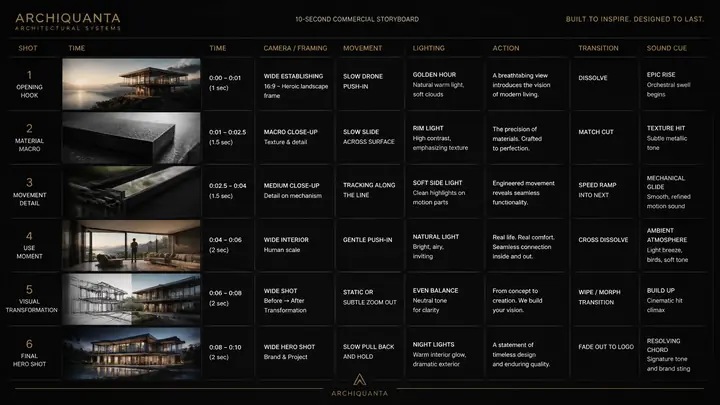 ARCHIQUANTA
ARCHITECTURAL SYSTEMS
10-SECOND COMMERCIAL STORYBOARD
BUILT TO INSPIRE. DESIGNED TO LAST.
SHOT
TIME
TIME
CAMERA / FRAMING
MOVEMENT
LIGHTING
ACTION
TRANSITION
SOUND CUE
1
OPENING
HOOK
0:00 – 0:01
(1 sec)
WIDE ESTABLISHING
16:9 – Heroic landscape
frame
SLOW DRONE
PUSH-IN
GOLDEN HOUR
Natural warm light,
soft clouds
A breathtaking view
introduces the vision
of modern living.
DISSOLVE
EPIC RISE
Orchestral swell
begins
2
MATERIAL
MACRO
0:01 – 0:02.5
(1.5 sec)
MACRO CLOSE-UP
Texture & detail
SLOW SLIDE
ACROSS SURFACE
RIM LIGHT
High contrast,
emphasizing texture
The precision of
materials. Crafted
to perfection.
MATCH CUT
TEXTURE HIT
Subtle metallic
tone
3
MOVEMENT
DETAIL
0:02.5 – 0:04
(1.5 sec)
MEDIUM CLOSE-UP
Detail on mechanism
TRACKING ALONG
THE LINE
SOFT SIDE LIGHT
Clean highlights on
motion parts
Engineered movement
reveals seamless
functionality.
SPEED RAMP
INTO NEXT
MECHANICAL
GLIDE
Smooth, refined
motion sound
4
USE
MOMENT
0:04 – 0:06
(2 sec)
WIDE INTERIOR
Human scale
GENTLE PUSH-IN
NATURAL LIGHT
Bright, airy,
inviting
Real life. Real comfort.
Seamless connection
inside and out.
CROSS DISSOLVE
AMBIENT
ATMOSPHERE
Light breeze,
birds, soft tone
5
VISUAL
TRANSFORMATION
0:06 – 0:08
(2 sec)
WIDE SHOT
Before → After
Transformation
STATIC OR
SUBTLE ZOOM OUT
EVEN BALANCE
Neutral tone
for clarity
From concept to
creation. We build
your vision.
WIPE / MORPH
TRANSITION
BUILD UP
Cinematic hit
climax
6
FINAL
HERO SHOT
0:08 – 0:10
(2 sec)
WIDE HERO SHOT
Brand & Project
SLOW PULL BACK
AND HOLD
NIGHT LIGHTS
Warm interior glow,
dramatic exterior
A statement of
timeless design
and enduring quality.
FADE OUT TO LOGO
RESOLVING
CHORD
Signature tone
and brand sting
ARCHIQUANTA